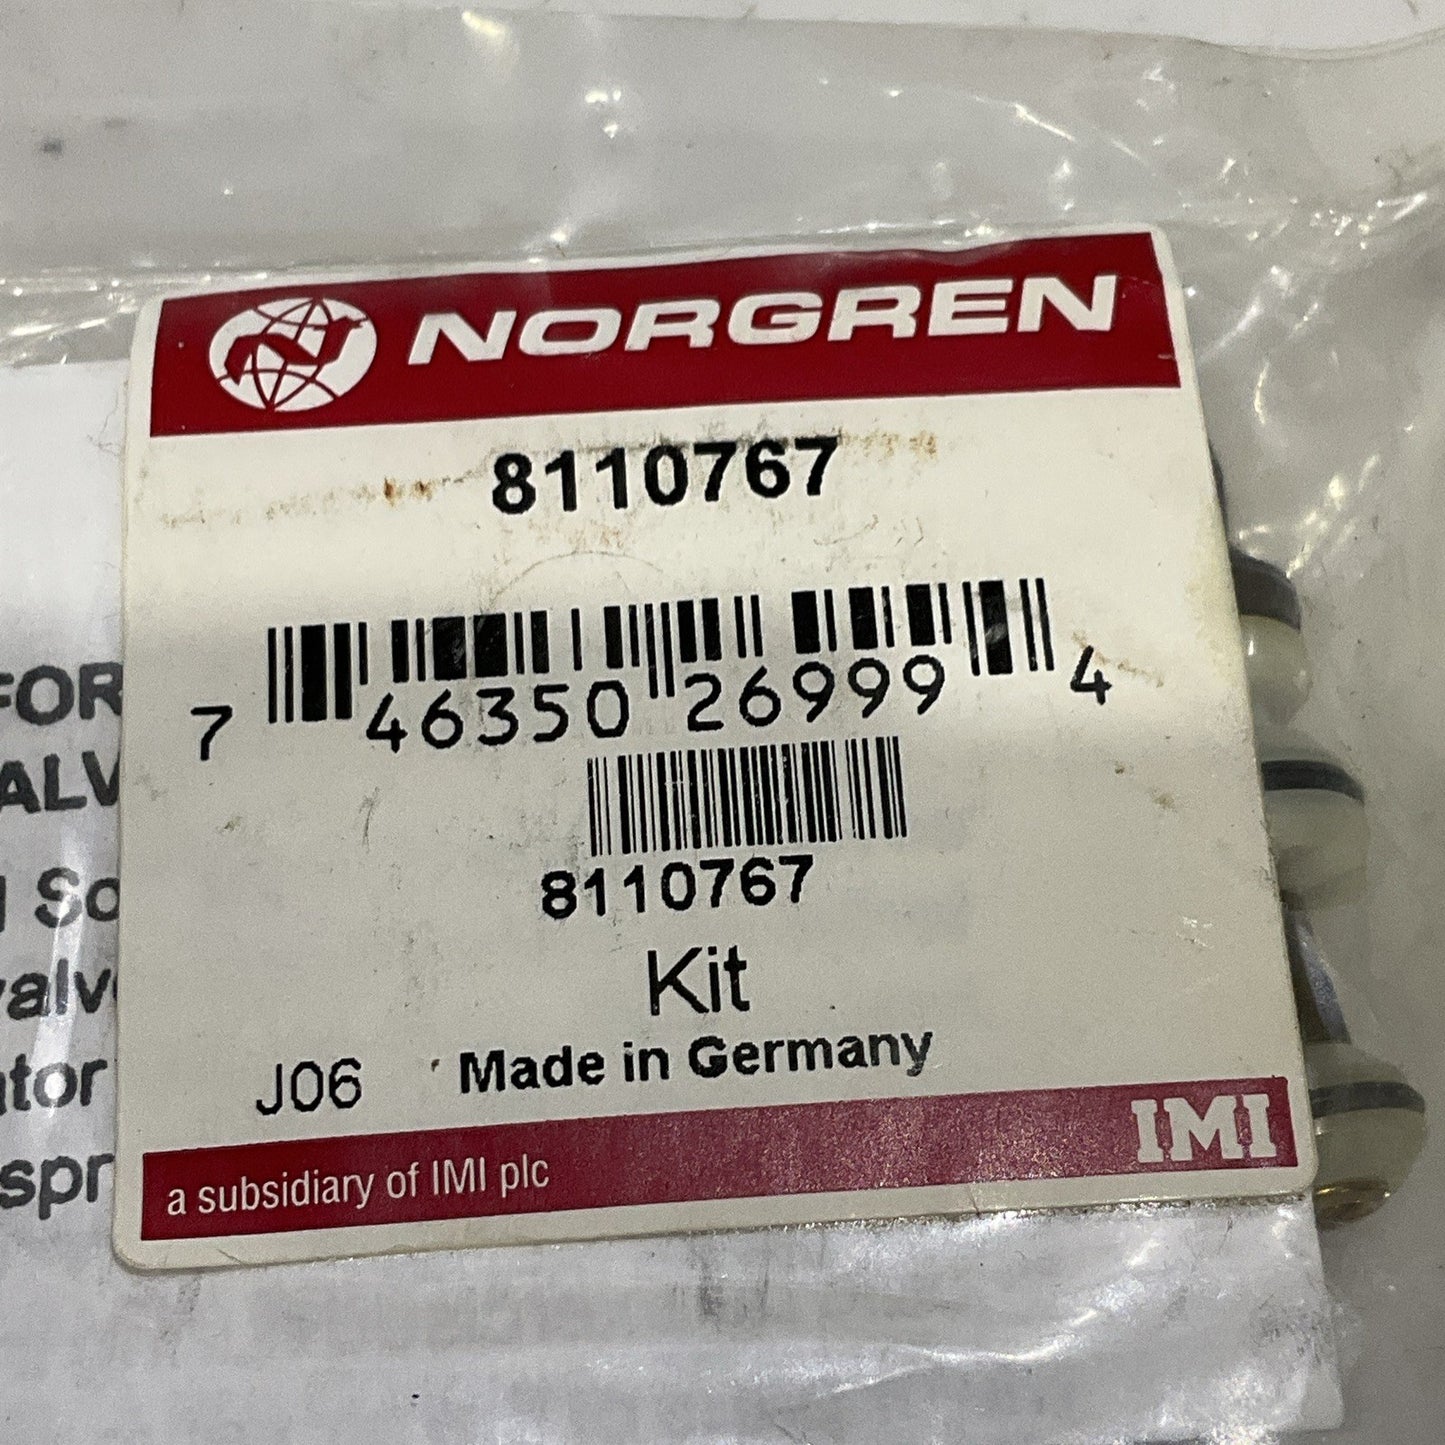 NORGREN
8110767
7 46350 26999 4
8110767
Kit
J06 Made in Germany
a subsidiary of IMI plc IMI
FOR
ALV
So
valv
tor
spr